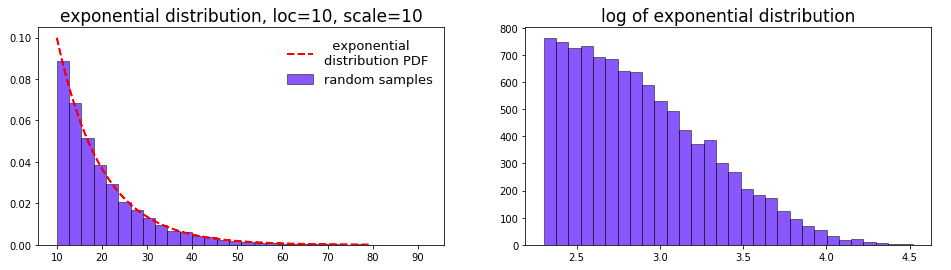 exponential distribution, loc=10, scale=10
0.10
0.08
0.06
0.04
0.02
0.00
10 20 30 40 50 60 70 80 90
exponential
distribution PDF
random samples
log of exponential distribution
800
700
600
500
400
300
200
100
0
2.5 3.0 3.5 4.0 4.5